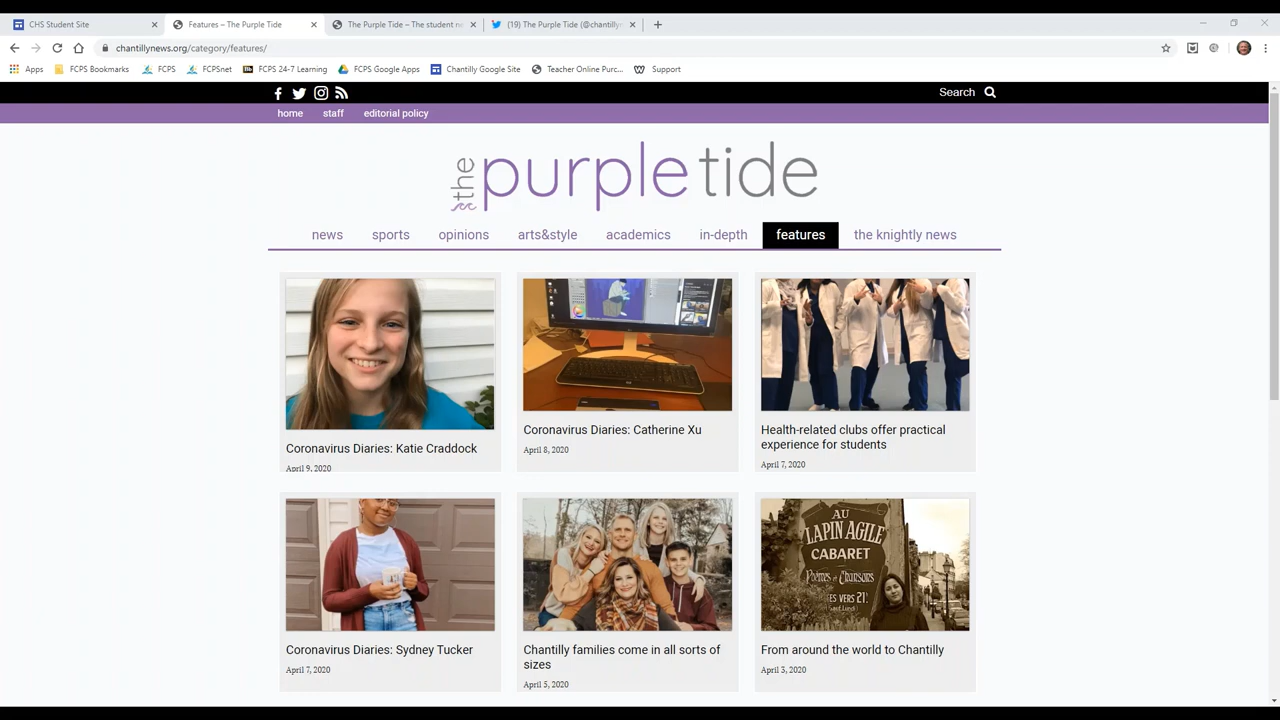 CHS Student Site
Features – The Purple Tide
The Purple Tide – The student ne
(19) The Purple Tide (@chantillyn
chantillynews.org/category/features/
Apps
FCPS Bookmarks
FCPS
FCPSnet
FCPS 24-7 Learning
FCPS Google Apps
Chantilly Google Site
Teacher Online Purc...
Support
Search
home
staff
editorial policy
the purple tide
news
sports
opinions
arts&style
academics
in-depth
features
the knightly news
Coronavirus Diaries: Katie Craddock
April 9, 2020
Coronavirus Diaries: Catherine Xu
April 8, 2020
Health-related clubs offer practical
experience for students
April 7, 2020
Coronavirus Diaries: Sydney Tucker
April 7, 2020
Chantilly families come in all sorts of
sizes
April 5, 2020
AU
LAPIN AGILE
CABARET
Poèmes et Chansons
ES VERS 21!
From around the world to Chantilly
April 3, 2020